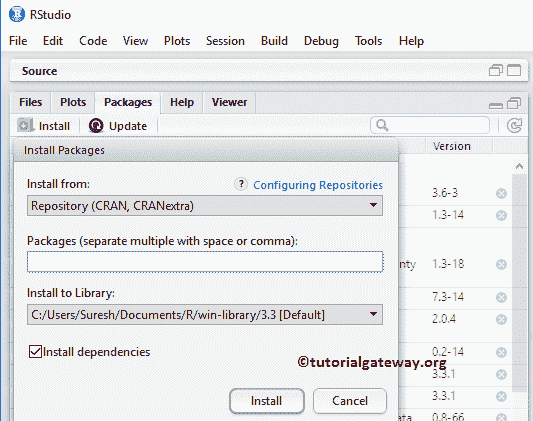 RStudio
File Edit Code View Plots Session Build Debug Tools Help
Source
Files Plots Packages Help Viewer
Install Update
Version
Install Packages
Install from:
? Configuring Repositories
Repository (CRAN, CRANextra)
Packages (separate multiple with space or comma):
Install to Library:
C:/Users/Suresh/Documents/R/win-library/3.3 [Default]
Install dependencies
Install Cancel
3.6-3
1.3-14
nty 1.3-18
7.3-14
2.0.4
0.2-14
©tutorialgateway.org
3.3.1
3.3.1
data 0.8-66